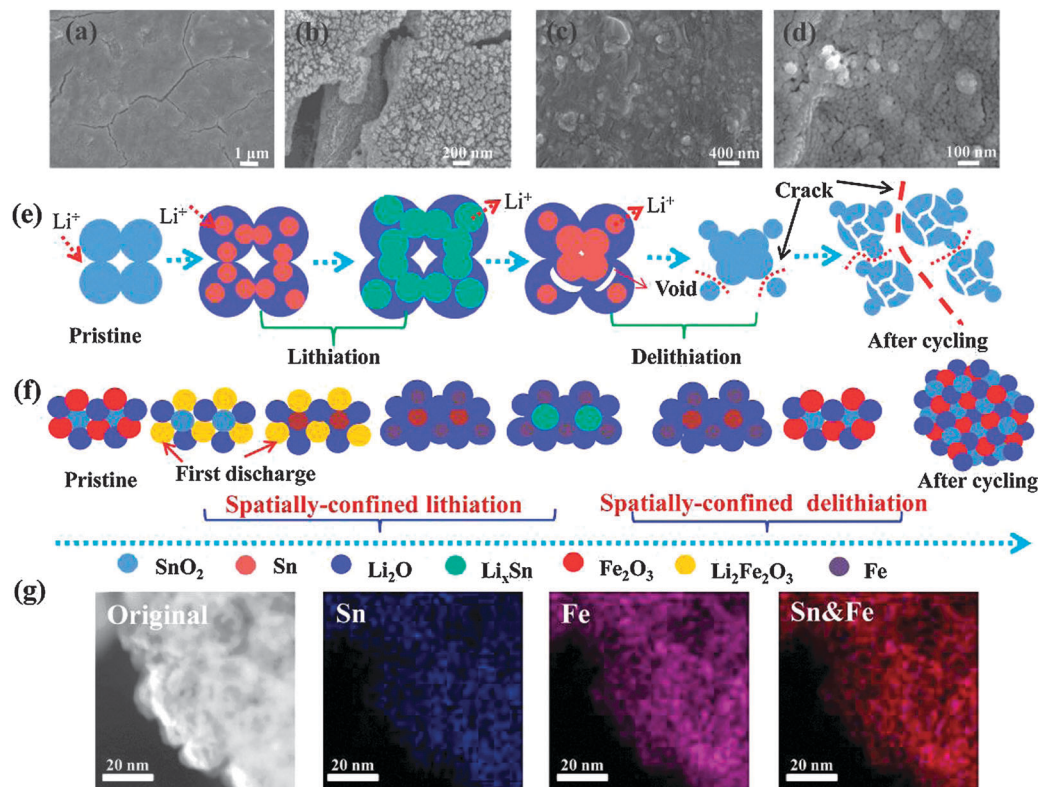 (a)
(b)
(c)
(d)
1 μm
200 nm
400 nm
100 nm
(e)
Li⁺
Li⁺
Li⁺
Li⁺
Crack
Void
Pristine
Lithiation
Delithiation
After cycling
(f)
Pristine
First discharge
After cycling
Spatially-confined lithiation
Spatially-confined delithiation
SnO₂
Sn
Li₂O
LiₓSn
Fe₂O₃
Li₂Fe₂O₃
Fe
(g)
Original
Sn
Fe
Sn&Fe
20 nm
20 nm
20 nm
20 nm